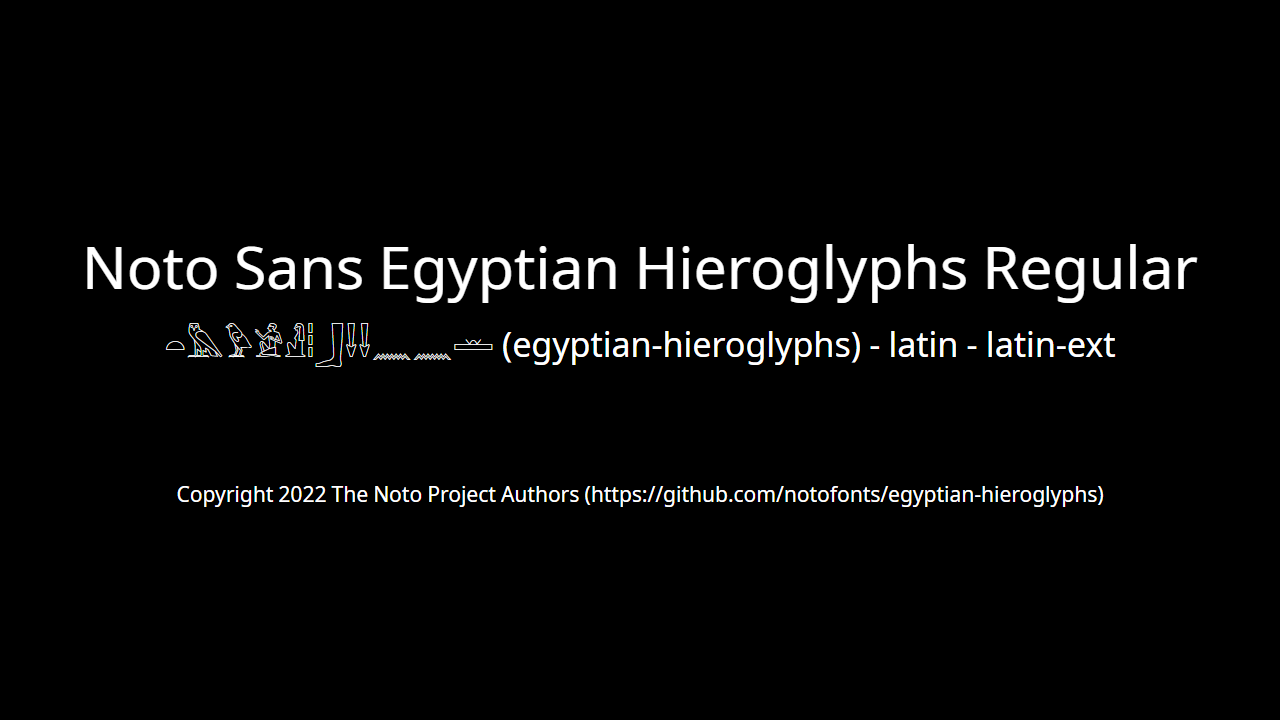 Noto Sans Egyptian Hieroglyphs Regular
(egyptian-hieroglyphs) - latin - latin-ext
Copyright 2022 The Noto Project Authors (https://github.com/notofonts/egyptian-hieroglyphs)